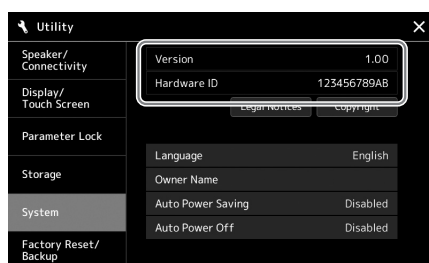 Utility
Speaker/
Connectivity
Display/
Touch Screen
Parameter Lock
Storage
System
Factory Reset/
Backup
Version 1.00
Hardware ID 123456789AB
Legal Notices Copyright
Language English
Owner Name
Auto Power Saving Disabled
Auto Power Off Disabled